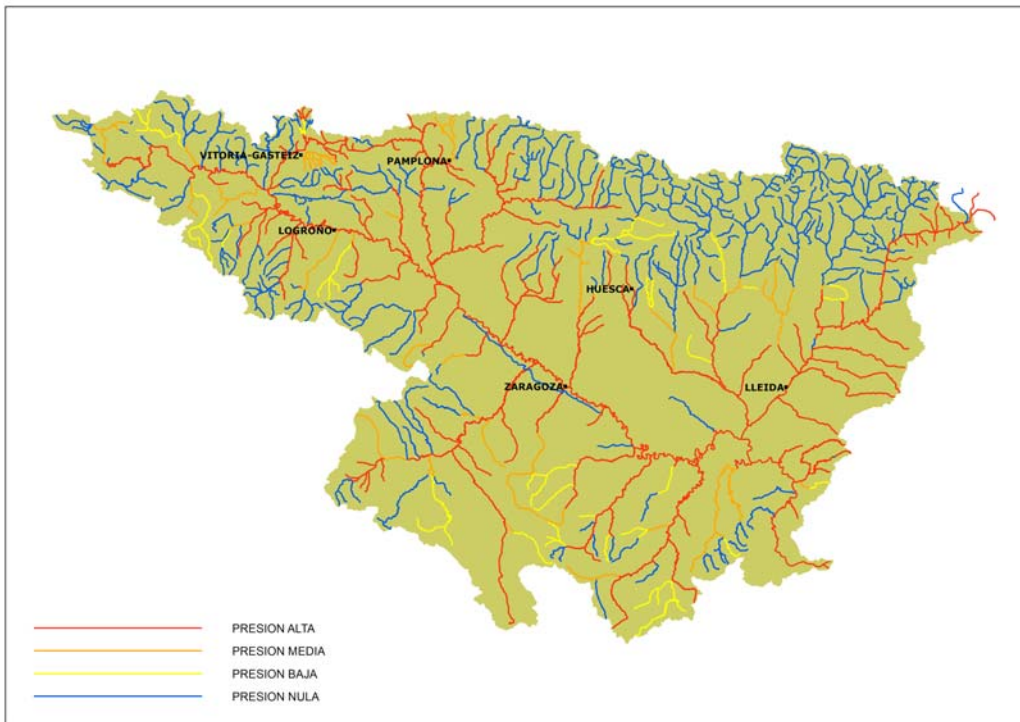 VITORIA-GASTEIZ
PAMPLONA
LOGROÑO
HUESCA
ZARAGOZA
LLEIDA
PRESION ALTA
PRESION MEDIA
PRESION BAJA
PRESION NULA